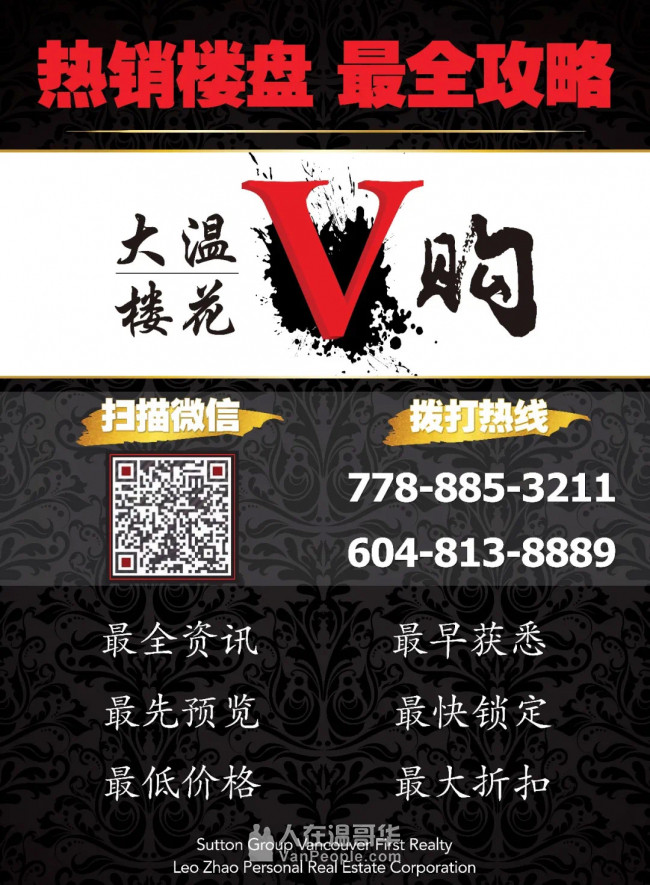 热销楼盘 最全攻略
大温
楼花
V购
扫描微信
拨打热线
778-885-3211
604-813-8889
最全资讯
最早获悉
最先预览
最快锁定
最低价格
最大折扣
Sutton Group Vancouver First Realty
Leo Zhao Personal Real Estate Corporation
人在温哥华
VanPeople.com